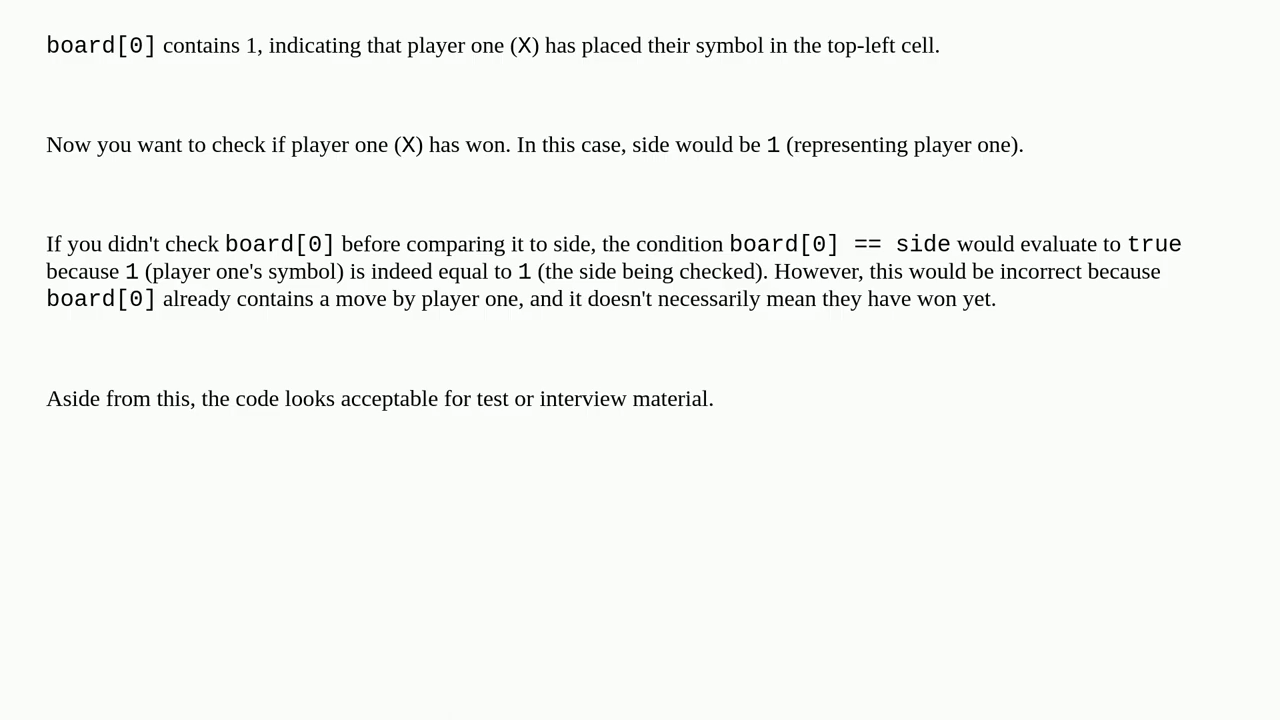 board[0] contains 1, indicating that player one (X) has placed their symbol in the top-left cell.
Now you want to check if player one (X) has won. In this case, side would be 1 (representing player one).
If you didn't check board[0] before comparing it to side, the condition board[0] == side would evaluate to true
because 1 (player one's symbol) is indeed equal to 1 (the side being checked). However, this would be incorrect because
board[0] already contains a move by player one, and it doesn't necessarily mean they have won yet.
Aside from this, the code looks acceptable for test or interview material.